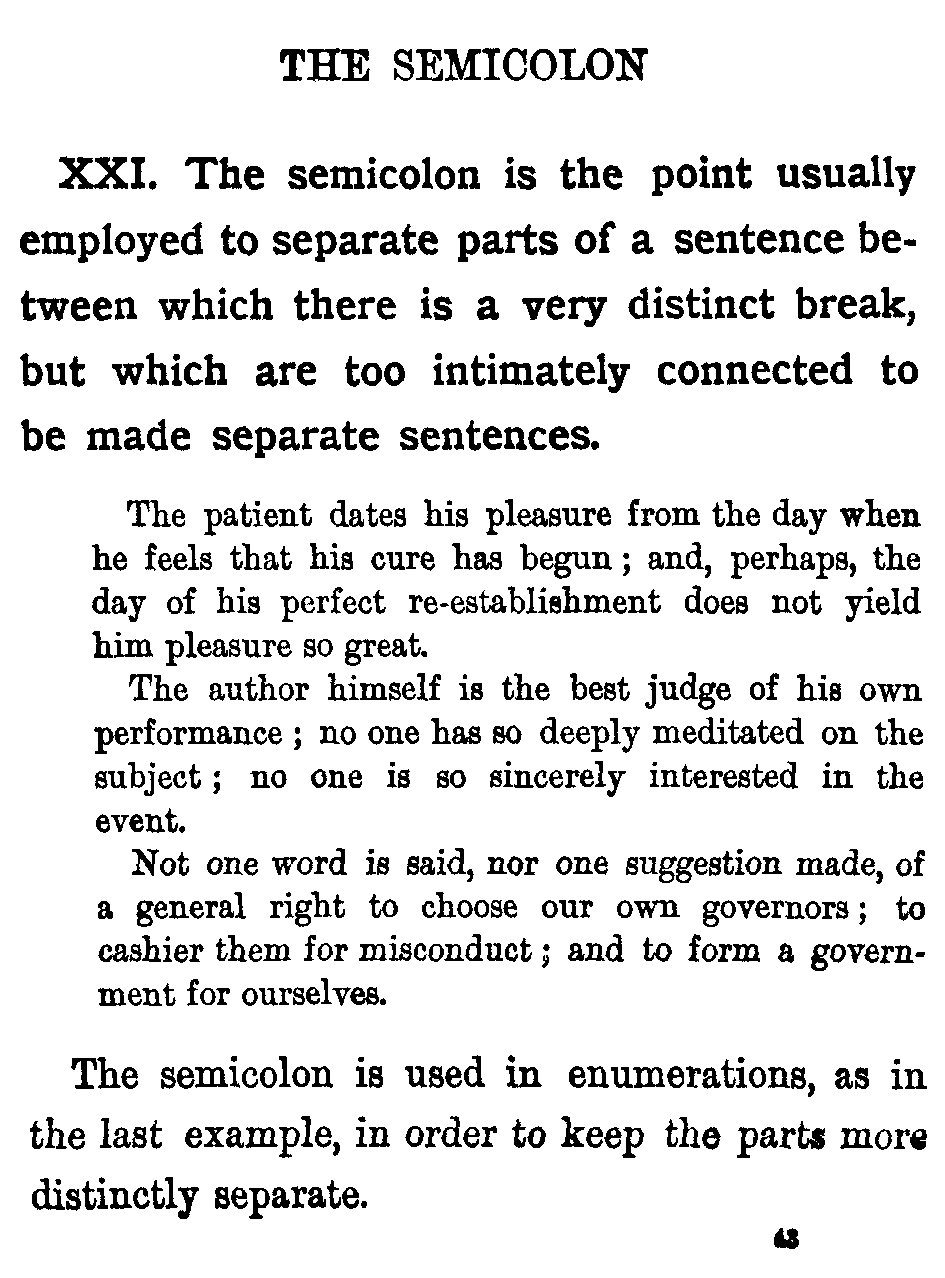 THE SEMICOLON
XXI. The semicolon is the point usually
employed to separate parts of a sentence be-
tween which there is a very distinct break,
but which are too intimately connected to
be made separate sentences.
The patient dates his pleasure from the day when
he feels that his cure has begun ; and, perhaps, the
day of his perfect re-establishment does not yield
him pleasure so great.
The author himself is the best judge of his own
performance ; no one has so deeply meditated on the
subject ; no one is so sincerely interested in the
event.
Not one word is said, nor one suggestion made, of
a general right to choose our own governors ; to
cashier them for misconduct ; and to form a govern-
ment for ourselves.
The semicolon is used in enumerations, as in
the last example, in order to keep the parts more
distinctly separate.